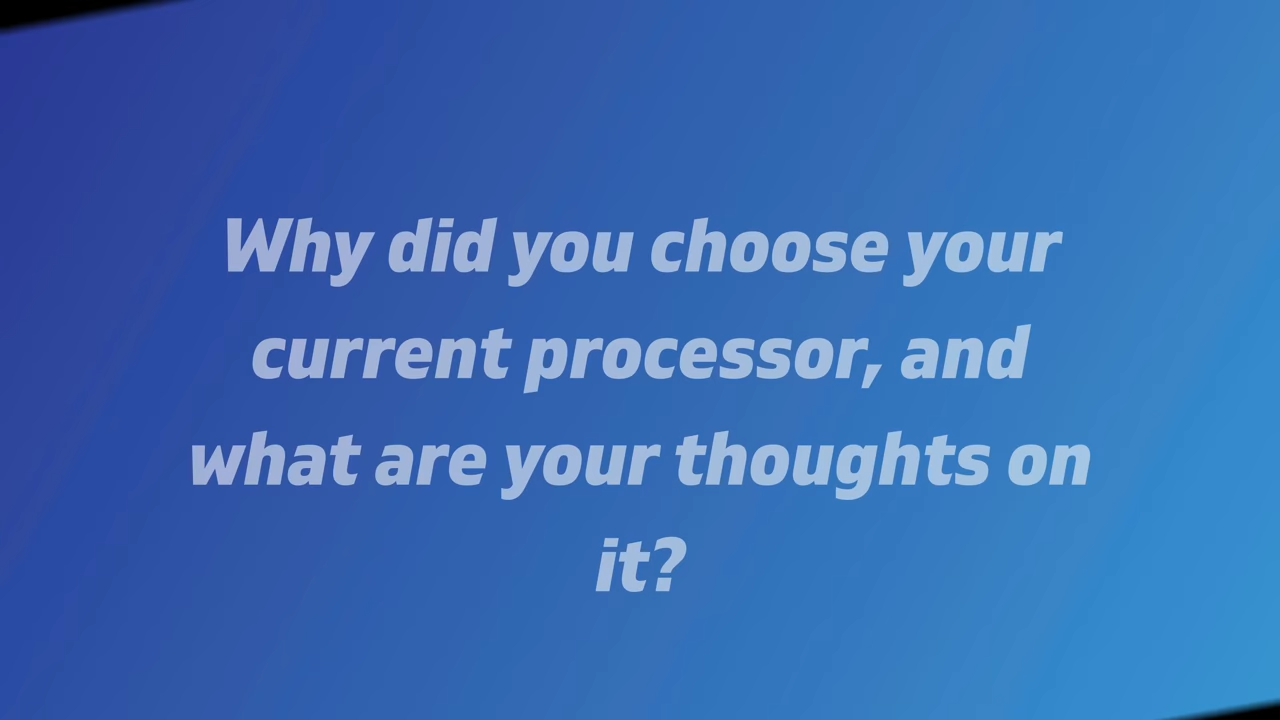 Why did you choose your
current processor, and
what are your thoughts on
it?